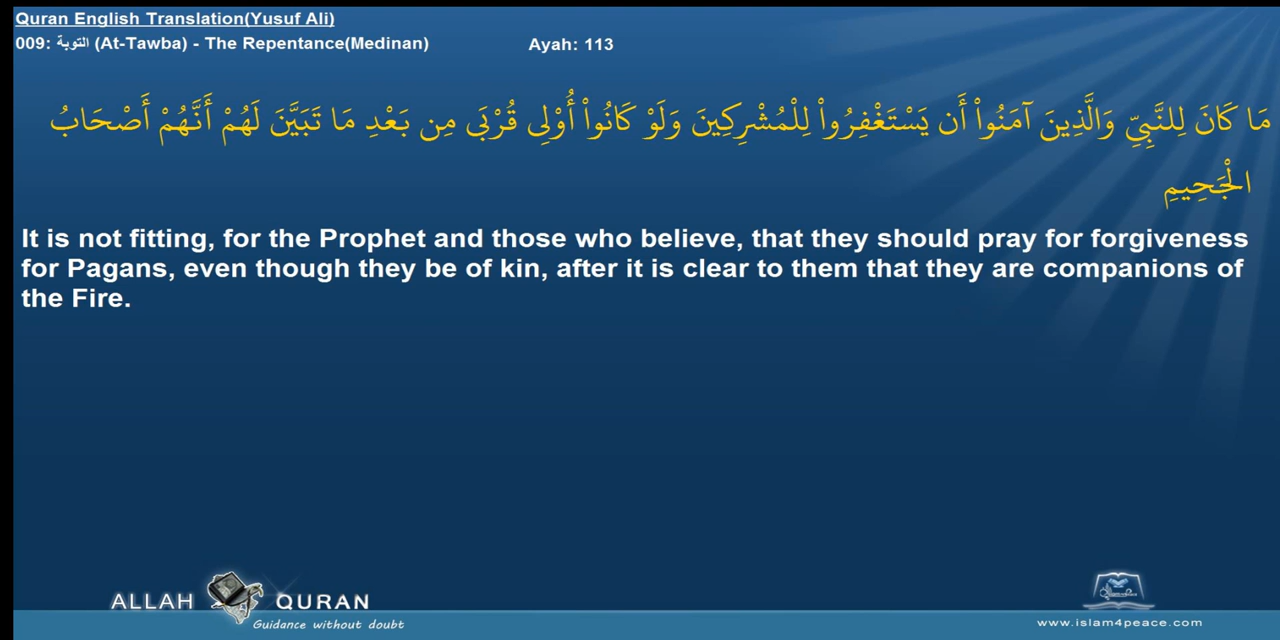 Quran English Translation(Yusuf Ali)
009: التوبة (At-Tawba) - The Repentance(Medinan) Ayah: 113
مَا كَانَ لِلنَّبِيِّ وَالَّذِينَ آمَنُواْ أَن يَسْتَغْفِرُواْ لِلْمُشْرِكِينَ وَلَوْ كَانُواْ أُوْلِى قُرْبَى مِن بَعْدِ مَا تَبَيَّنَ لَهُمْ أَنَّهُمْ أَصْحَابُ
الْجَحِيمِ
It is not fitting, for the Prophet and those who believe, that they should pray for forgiveness
for Pagans, even though they be of kin, after it is clear to them that they are companions of
the Fire.
ALLAH QURAN
Guidance without doubt
www.islam4peace.com